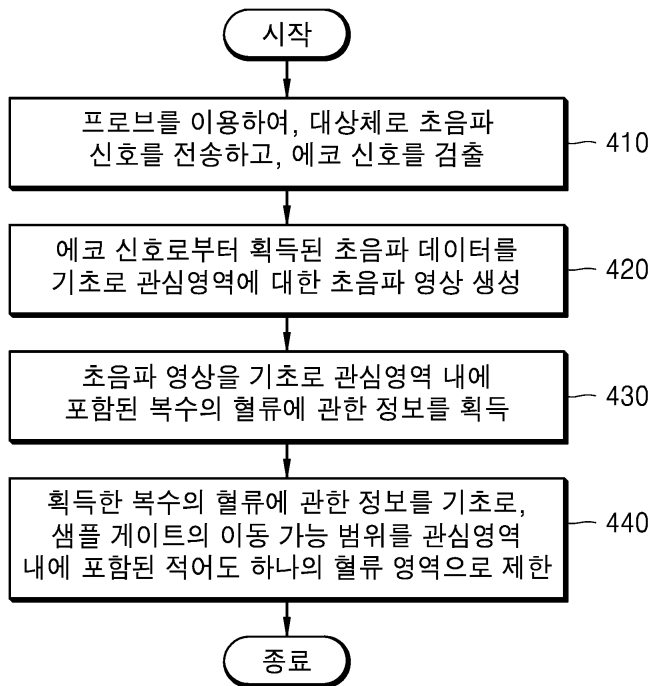 시작
프로브를 이용하여, 대상체로 초음파
신호를 전송하고, 에코 신호를 검출
410
에코 신호로부터 획득된 초음파 데이터를
기초로 관심영역에 대한 초음파 영상 생성
420
초음파 영상을 기초로 관심영역 내에
포함된 복수의 혈류에 관한 정보를 획득
430
획득한 복수의 혈류에 관한 정보를 기초로,
샘플 게이트의 이동 가능 범위를 관심영역
내에 포함된 적어도 하나의 혈류 영역으로 제한
440
종료